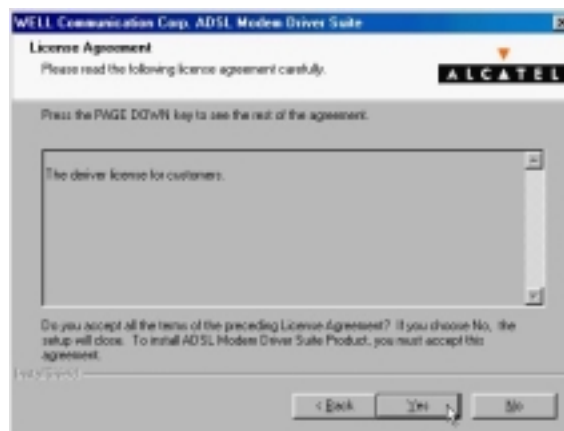 WELL Communication Corp. ADSL Modem Driver Suite
License Agreement
Please read the following license agreement carefully.
ALCATEL
Press the PAGE DOWN key to see the rest of the agreement.
The deriver license for customers.
Do you accept all the terms of the preceding License Agreement? If you choose No, the
setup will close. To install ADSL Modem Driver Suite Product, you must accept this
agreement.
InstallShield
< Back
Yes
No